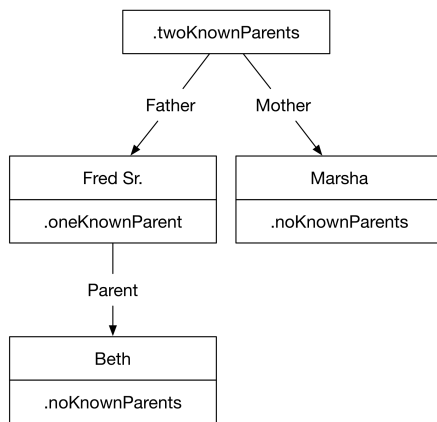 .twoKnownParents
Father
Mother
Fred Sr.
Marsha
.oneKnownParent
.noKnownParents
Parent
Beth
.noKnownParents